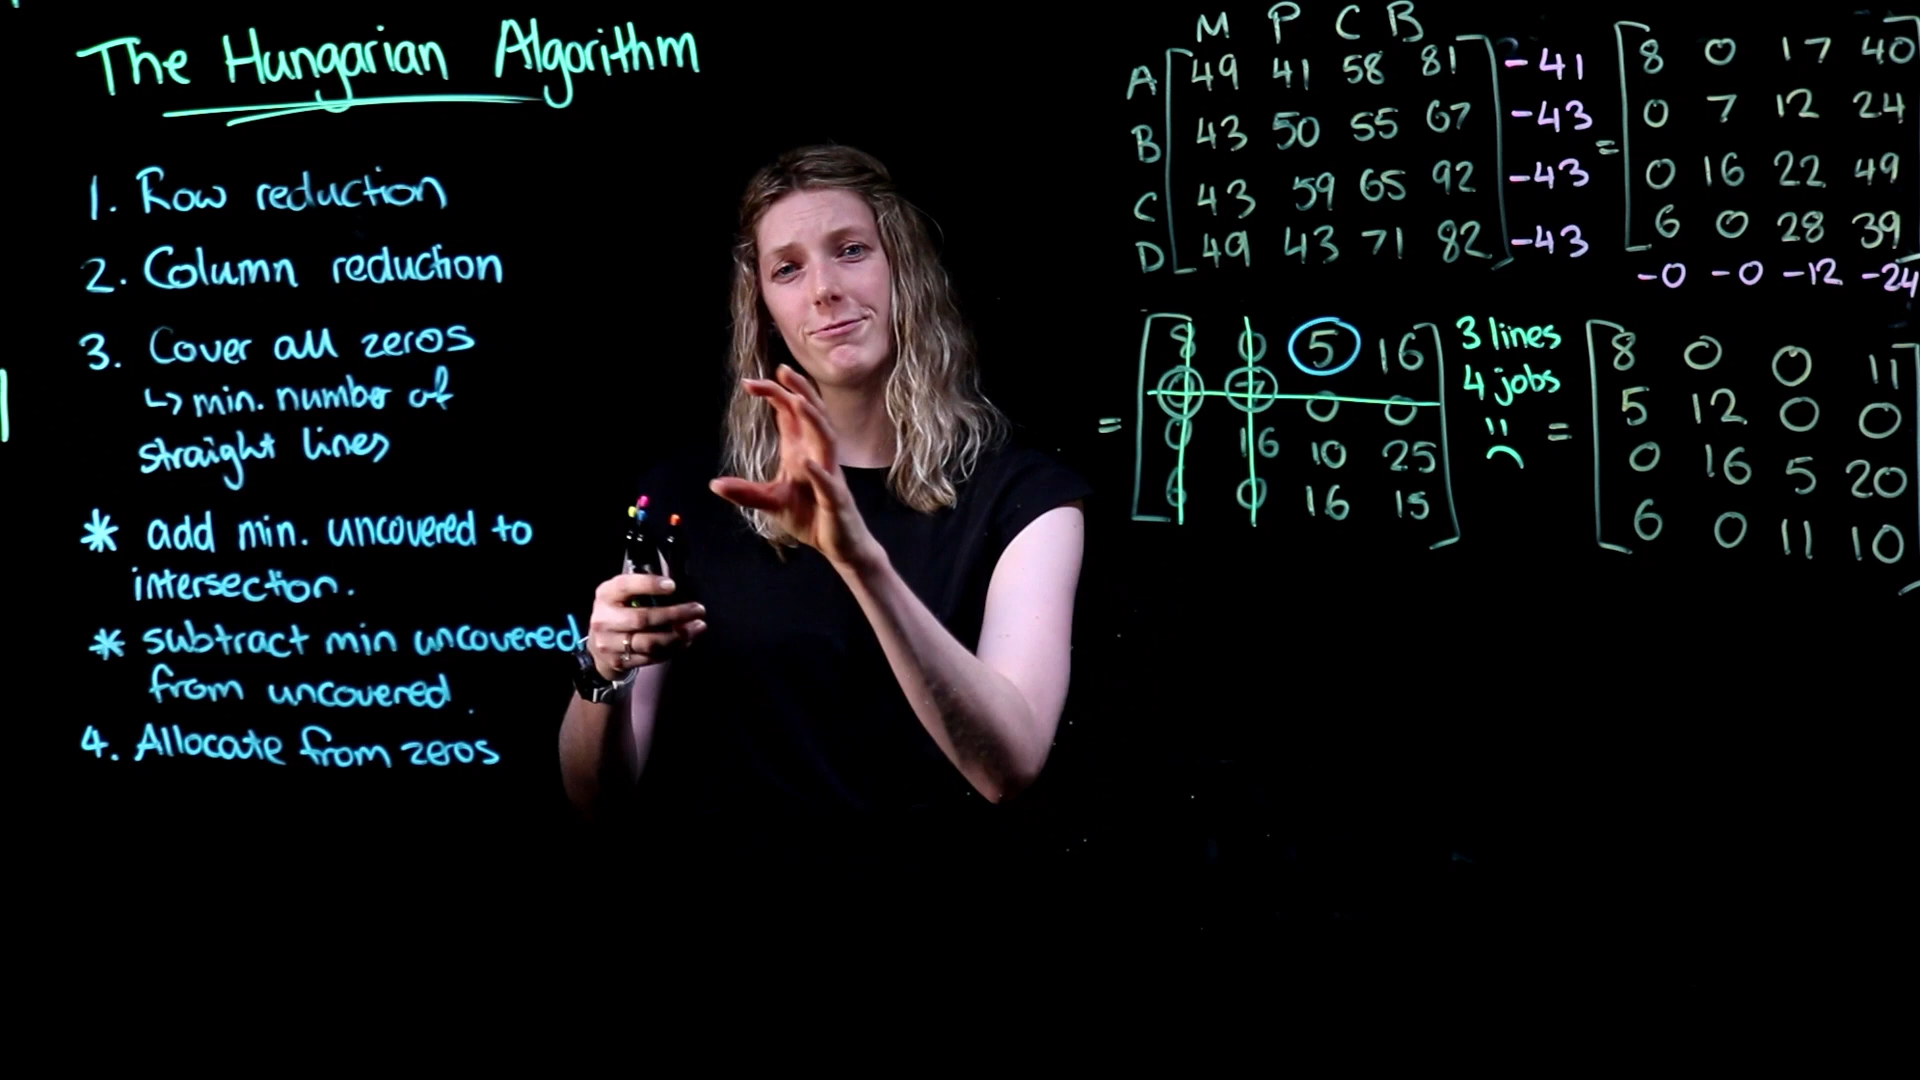 The Hungarian Algorithm
1. Row reduction
2. Column reduction
3. Cover all zeros
↳ min. number of
straight lines
* add min. uncovered to
intersection.
* subtract min uncovered
from uncovered.
4. Allocate from zeros
M P C B
A 49 41 58 81 -41
B 43 50 55 67 -43
C 43 59 65 92 -43
D 49 43 71 82 -43
= 8 0 17 40
0 7 12 24
0 16 22 49
6 0 28 39
-0 -0 -12 -24
= 8 0 5 16
0 7 0 0
0 16 10 25
6 0 16 15
3 lines
4 jobs
= 8 0 0 11
5 12 0 0
0 16 5 20
6 0 11 10